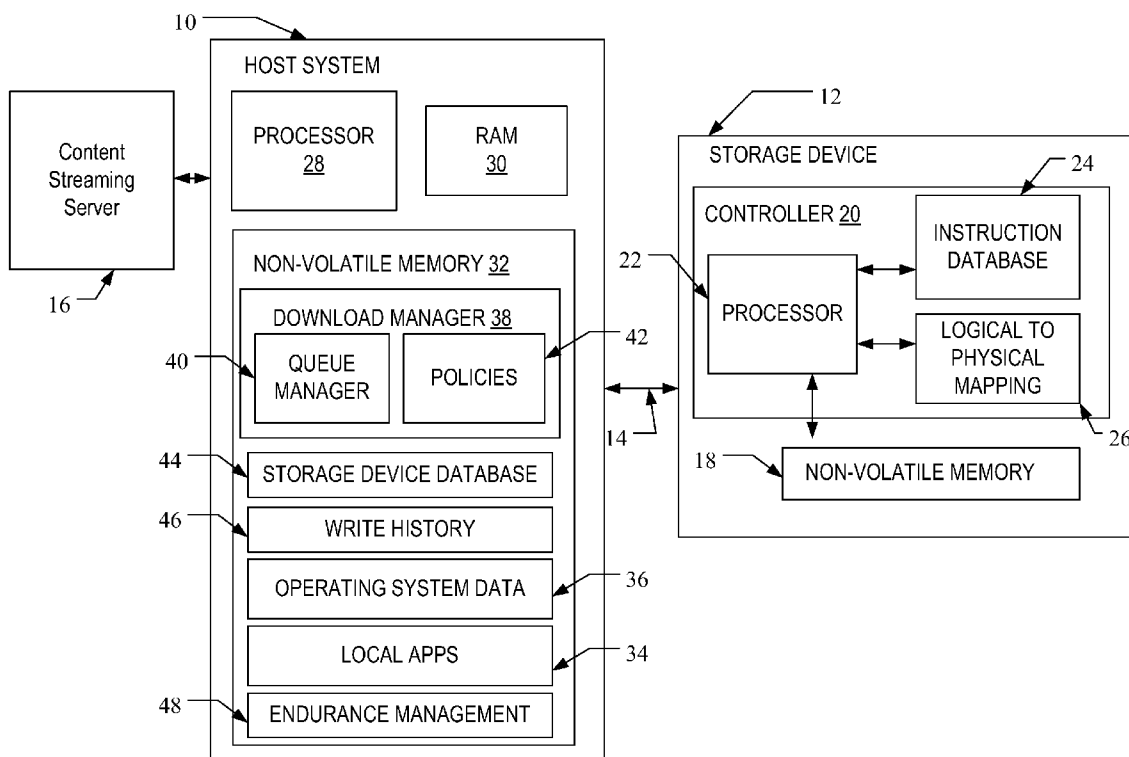 10
HOST SYSTEM
PROCESSOR
28
RAM
30
Content
Streaming
Server
16
NON-VOLATILE MEMORY 32
DOWNLOAD MANAGER 38
40
QUEUE
MANAGER
42
POLICIES
44
STORAGE DEVICE DATABASE
46
WRITE HISTORY
OPERATING SYSTEM DATA
36
LOCAL APPS
34
48
ENDURANCE MANAGEMENT
14
12
STORAGE DEVICE
24
CONTROLLER 20
INSTRUCTION
DATABASE
22
PROCESSOR
LOGICAL TO
PHYSICAL
MAPPING
26
18
NON-VOLATILE MEMORY